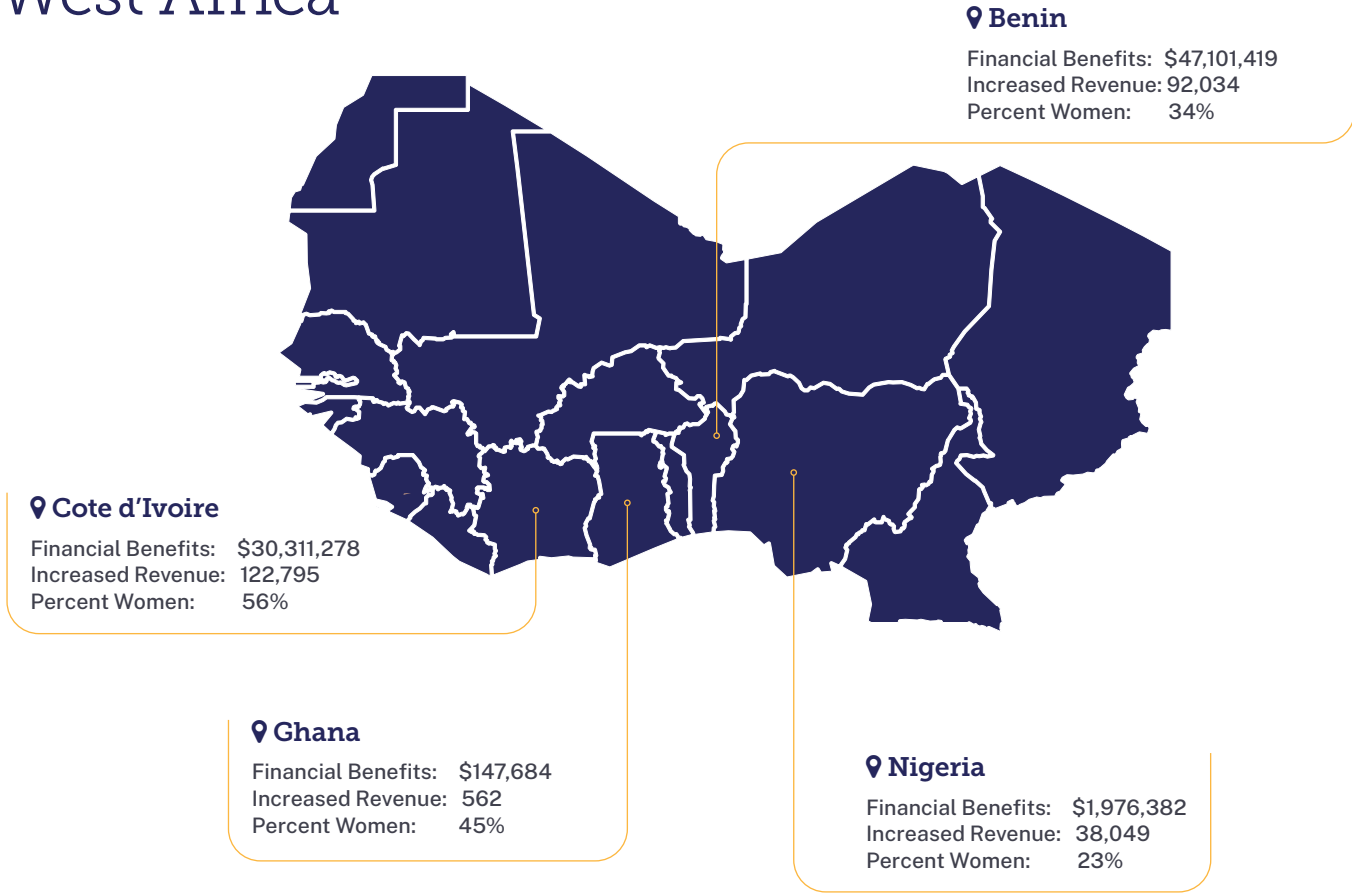 West Africa
Benin
Financial Benefits: $47,101,419
Increased Revenue: 92,034
Percent Women: 34%
Cote d'Ivoire
Financial Benefits: $30,311,278
Increased Revenue: 122,795
Percent Women: 56%
Ghana
Financial Benefits: $147,684
Increased Revenue: 562
Percent Women: 45%
Nigeria
Financial Benefits: $1,976,382
Increased Revenue: 38,049
Percent Women: 23%